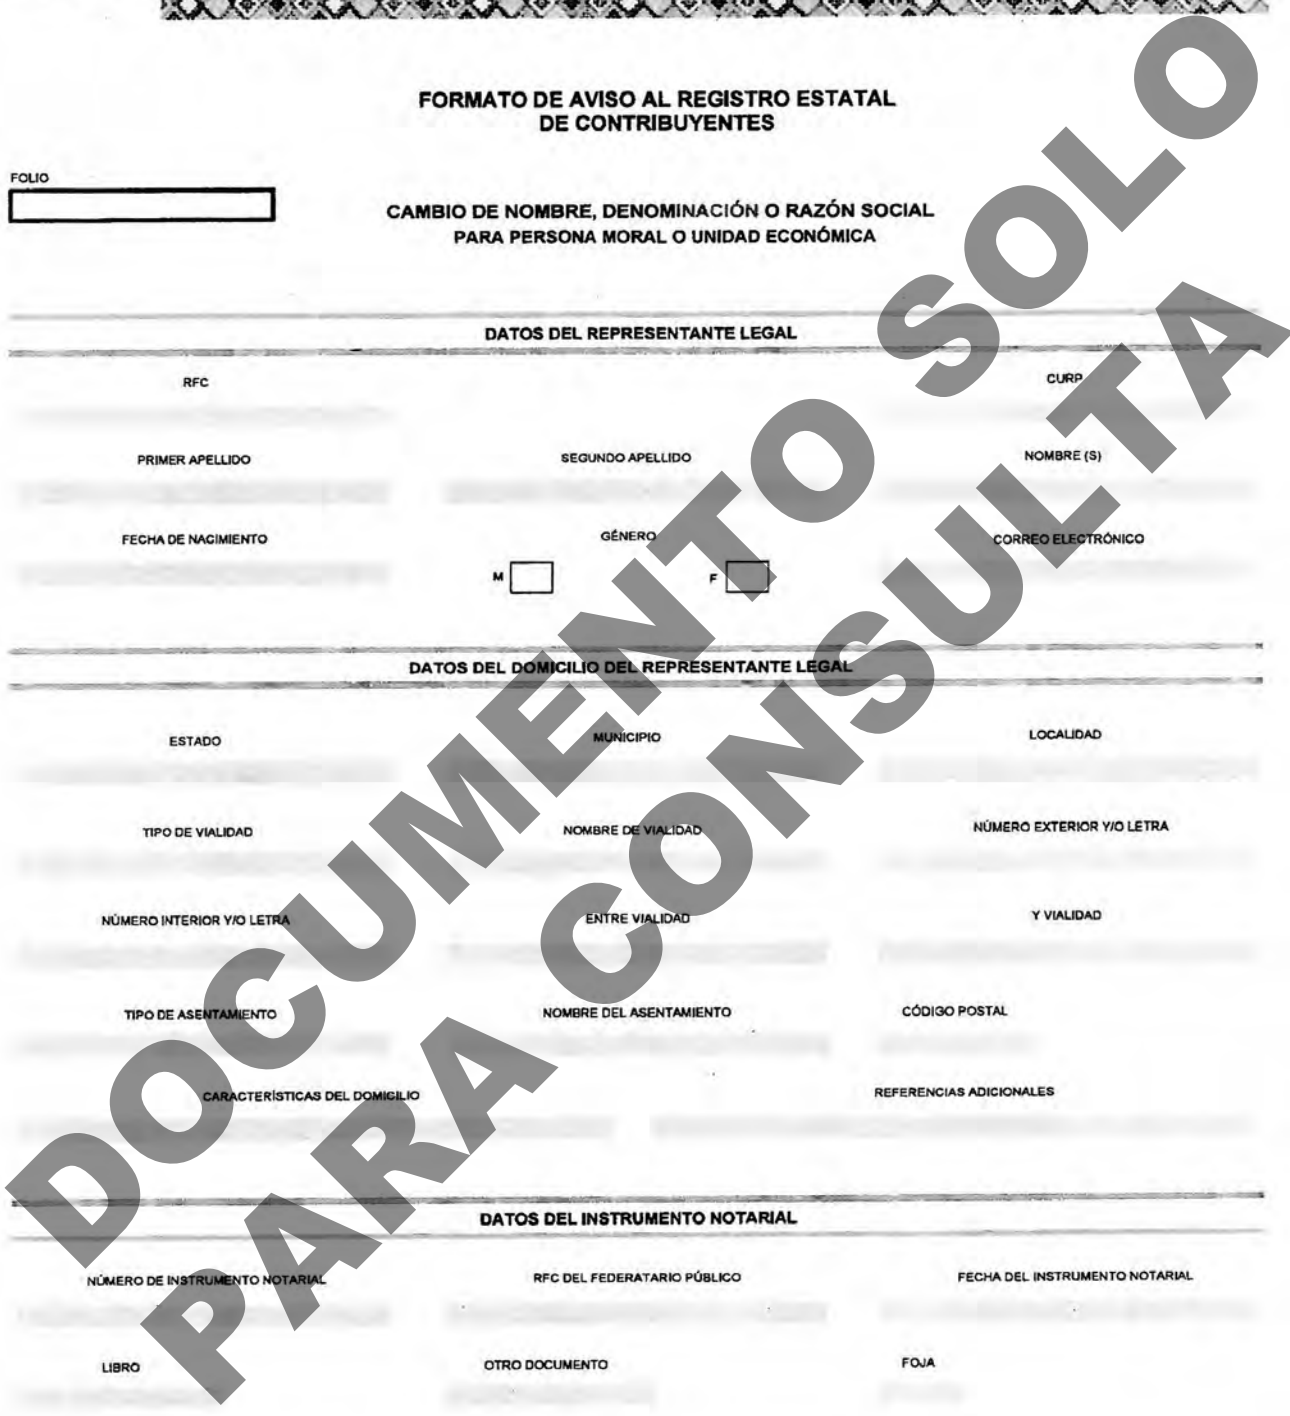 FORMATO DE AVISO AL REGISTRO ESTATAL
DE CONTRIBUYENTES
FOLIO
CAMBIO DE NOMBRE, DENOMINACIÓN O RAZÓN SOCIAL
PARA PERSONA MORAL O UNIDAD ECONÓMICA
DATOS DEL REPRESENTANTE LEGAL
RFC CURP
PRIMER APELLIDO SEGUNDO APELLIDO NOMBRE (S)
FECHA DE NACIMIENTO GÉNERO CORREO ELECTRÓNICO
M F
DATOS DEL DOMICILIO DEL REPRESENTANTE LEGAL
ESTADO MUNICIPIO LOCALIDAD
TIPO DE VIALIDAD NOMBRE DE VIALIDAD NÚMERO EXTERIOR Y/O LETRA
NÚMERO INTERIOR Y/O LETRA ENTRE VIALIDAD Y VIALIDAD
TIPO DE ASENTAMIENTO NOMBRE DEL ASENTAMIENTO CÓDIGO POSTAL
CARACTERÍSTICAS DEL DOMICILIO REFERENCIAS ADICIONALES
DATOS DEL INSTRUMENTO NOTARIAL
NÚMERO DE INSTRUMENTO NOTARIAL RFC DEL FEDERATARIO PÚBLICO FECHA DEL INSTRUMENTO NOTARIAL
LIBRO OTRO DOCUMENTO FOJA
DOCUMENTO SOLO
PARA CONSULTA